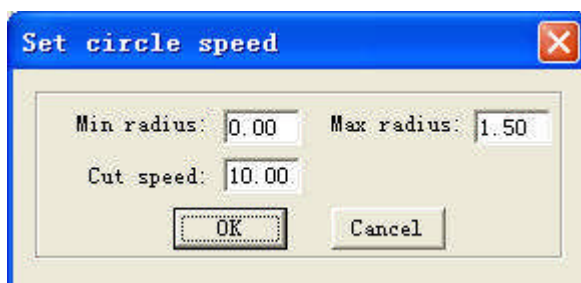 Set circle speed
Min radius: 0.00 Max radius: 1.50
Cut speed: 10.00
OK Cancel